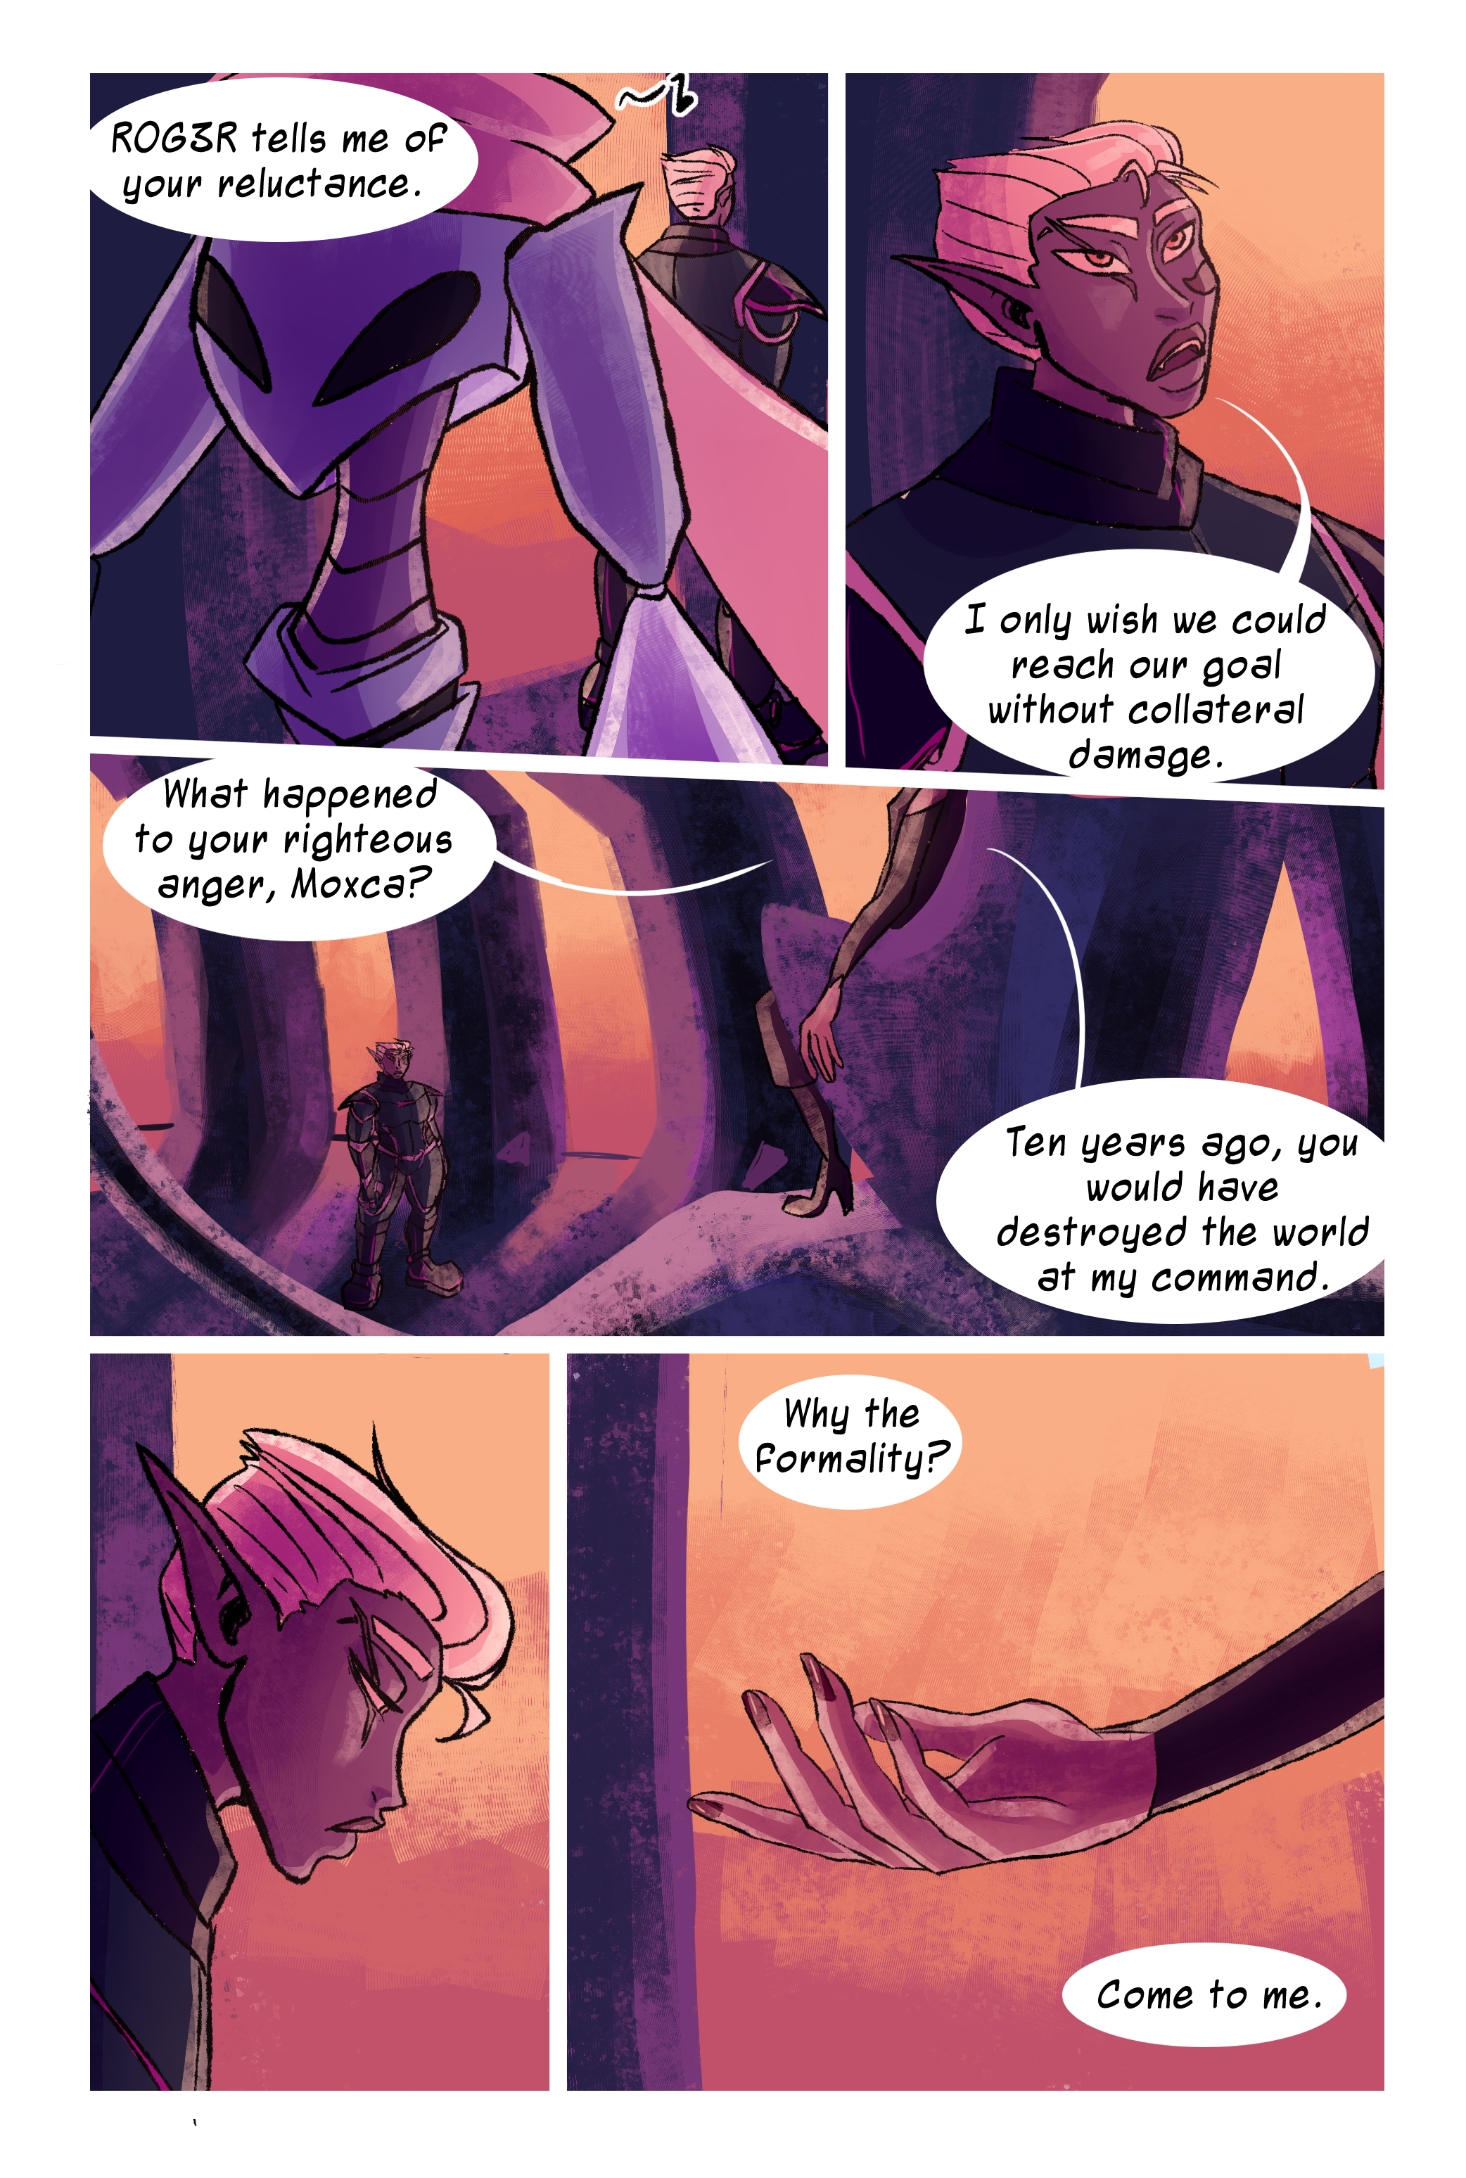 ROG3R tells me of
your reluctance.
I only wish we could
reach our goal
without collateral
damage.
What happened
to your righteous
anger, Moxca?
Ten years ago, you
would have
destroyed the world
at my command.
Why the
formality?
Come to me.